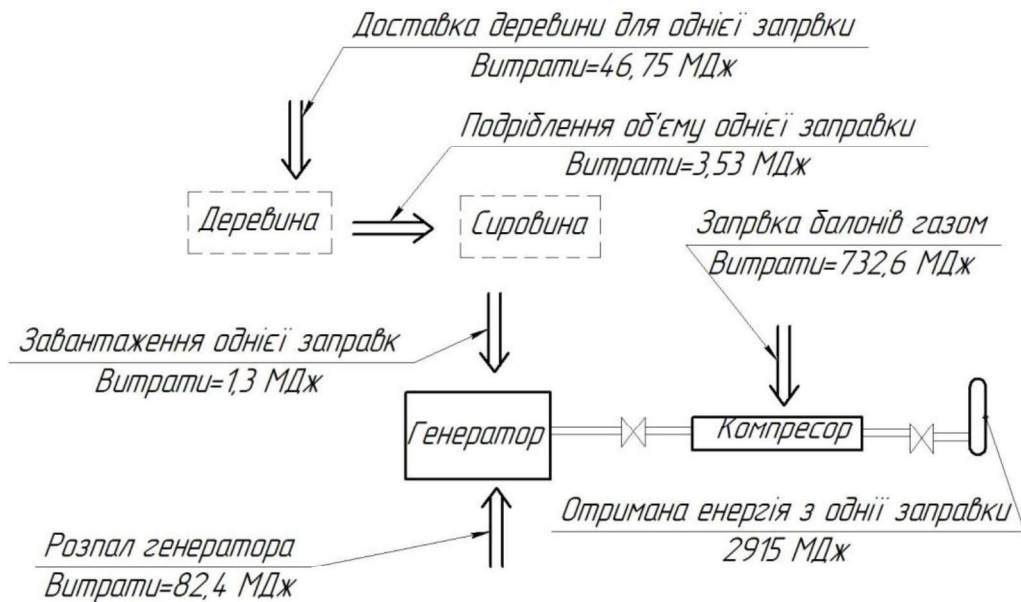 Доставка деревини для однієї запрвки
Витрати=46,75 МДж
Подріблення об'єму однієї заправки
Витрати=3,53 МДж
Деревина
Сировина
Запрвка балонів газом
Витрати=732,6 МДж
Завантаження однієї заправк
Витрати=1,3 МДж
Генератор
Компресор
Отримана енергія з одніі заправки
2915 МДж
Розпал генератора
Витрати=82,4 МДж